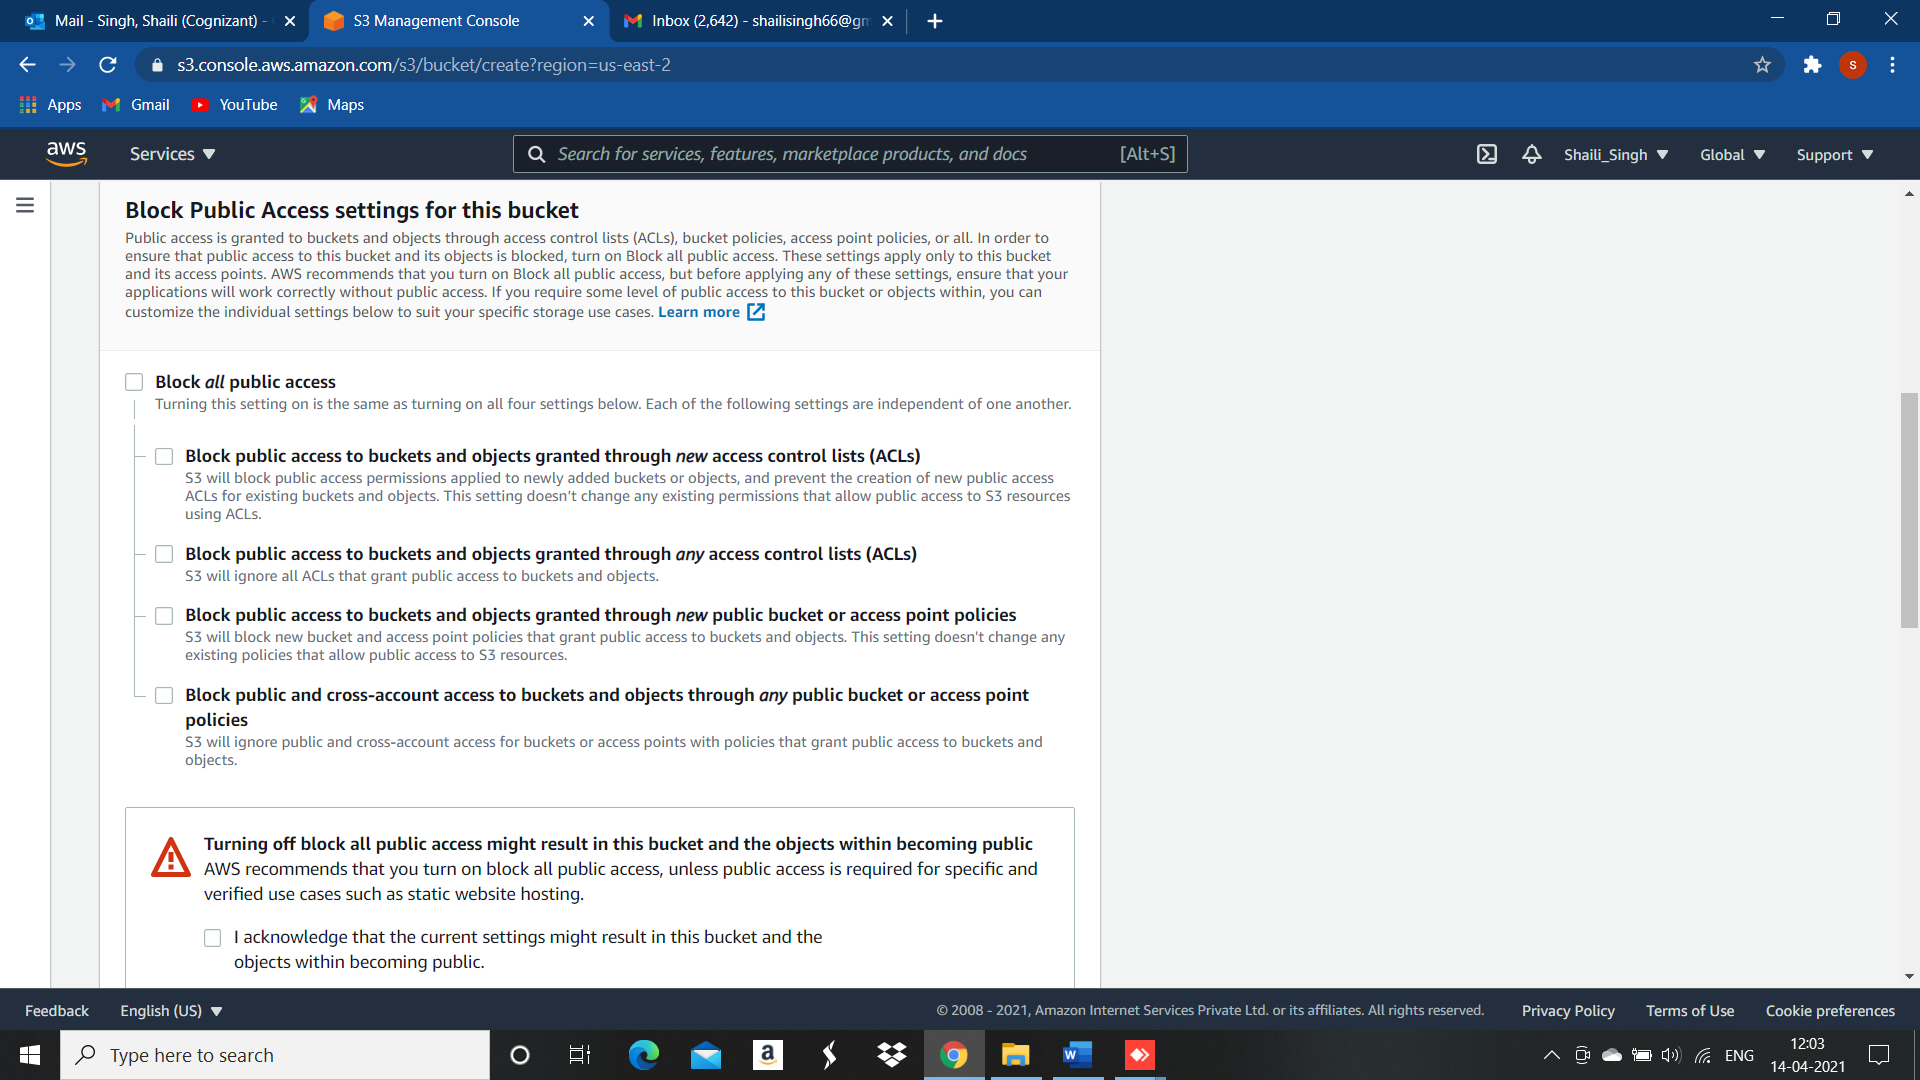 Mail - Singh, Shaili (Cognizant) -
S3 Management Console
Inbox (2,642) - shailisingh66@gm
s3.console.aws.amazon.com/s3/bucket/create?region=us-east-2
S
Apps
Gmail
YouTube
Maps
aws
Services
Search for services, features, marketplace products, and docs
[Alt+S]
Shaili_Singh
Global
Support
Block Public Access settings for this bucket
Public access is granted to buckets and objects through access control lists (ACLs), bucket policies, access point policies, or all. In order to
ensure that public access to this bucket and its objects is blocked, turn on Block all public access. These settings apply only to this bucket
and its access points. AWS recommends that you turn on Block all public access, but before applying any of these settings, ensure that your
applications will work correctly without public access. If you require some level of public access to this bucket or objects within, you can
customize the individual settings below to suit your specific storage use cases. Learn more
Block all public access
Turning this setting on is the same as turning on all four settings below. Each of the following settings are independent of one another.
Block public access to buckets and objects granted through new access control lists (ACLs)
S3 will block public access permissions applied to newly added buckets or objects, and prevent the creation of new public access
ACLs for existing buckets and objects. This setting doesn't change any existing permissions that allow public access to S3 resources
using ACLs.
Block public access to buckets and objects granted through any access control lists (ACLs)
S3 will ignore all ACLs that grant public access to buckets and objects.
Block public access to buckets and objects granted through new public bucket or access point policies
S3 will block new bucket and access point policies that grant public access to buckets and objects. This setting doesn't change any
existing policies that allow public access to S3 resources.
Block public and cross-account access to buckets and objects through any public bucket or access point
policies
S3 will ignore public and cross-account access for buckets or access points with policies that grant public access to buckets and
objects.
Turning off block all public access might result in this bucket and the objects within becoming public
AWS recommends that you turn on block all public access, unless public access is required for specific and
verified use cases such as static website hosting.
I acknowledge that the current settings might result in this bucket and the
objects within becoming public.
Feedback
English (US)
© 2008 - 2021, Amazon Internet Services Private Ltd. or its affiliates. All rights reserved.
Privacy Policy
Terms of Use
Cookie preferences
Type here to search
ENG
12:03
14-04-2021